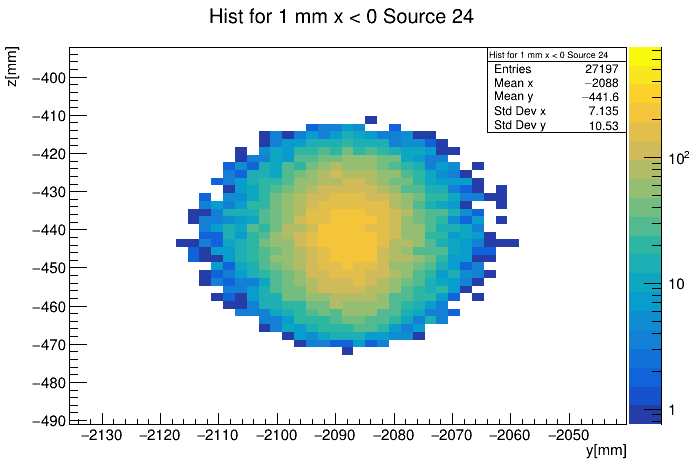 Hist for 1 mm x < 0 Source 24
z[mm]
Hist for 1 mm x < 0 Source 24
Entries 27197
Mean x −2088
Mean y −441.6
Std Dev x 7.135
Std Dev y 10.53
−400
−410
−420
−430
−440
−450
−460
−470
−480
−490
10²
10
1
−2130 −2120 −2110 −2100 −2090 −2080 −2070 −2060 −2050
y[mm]